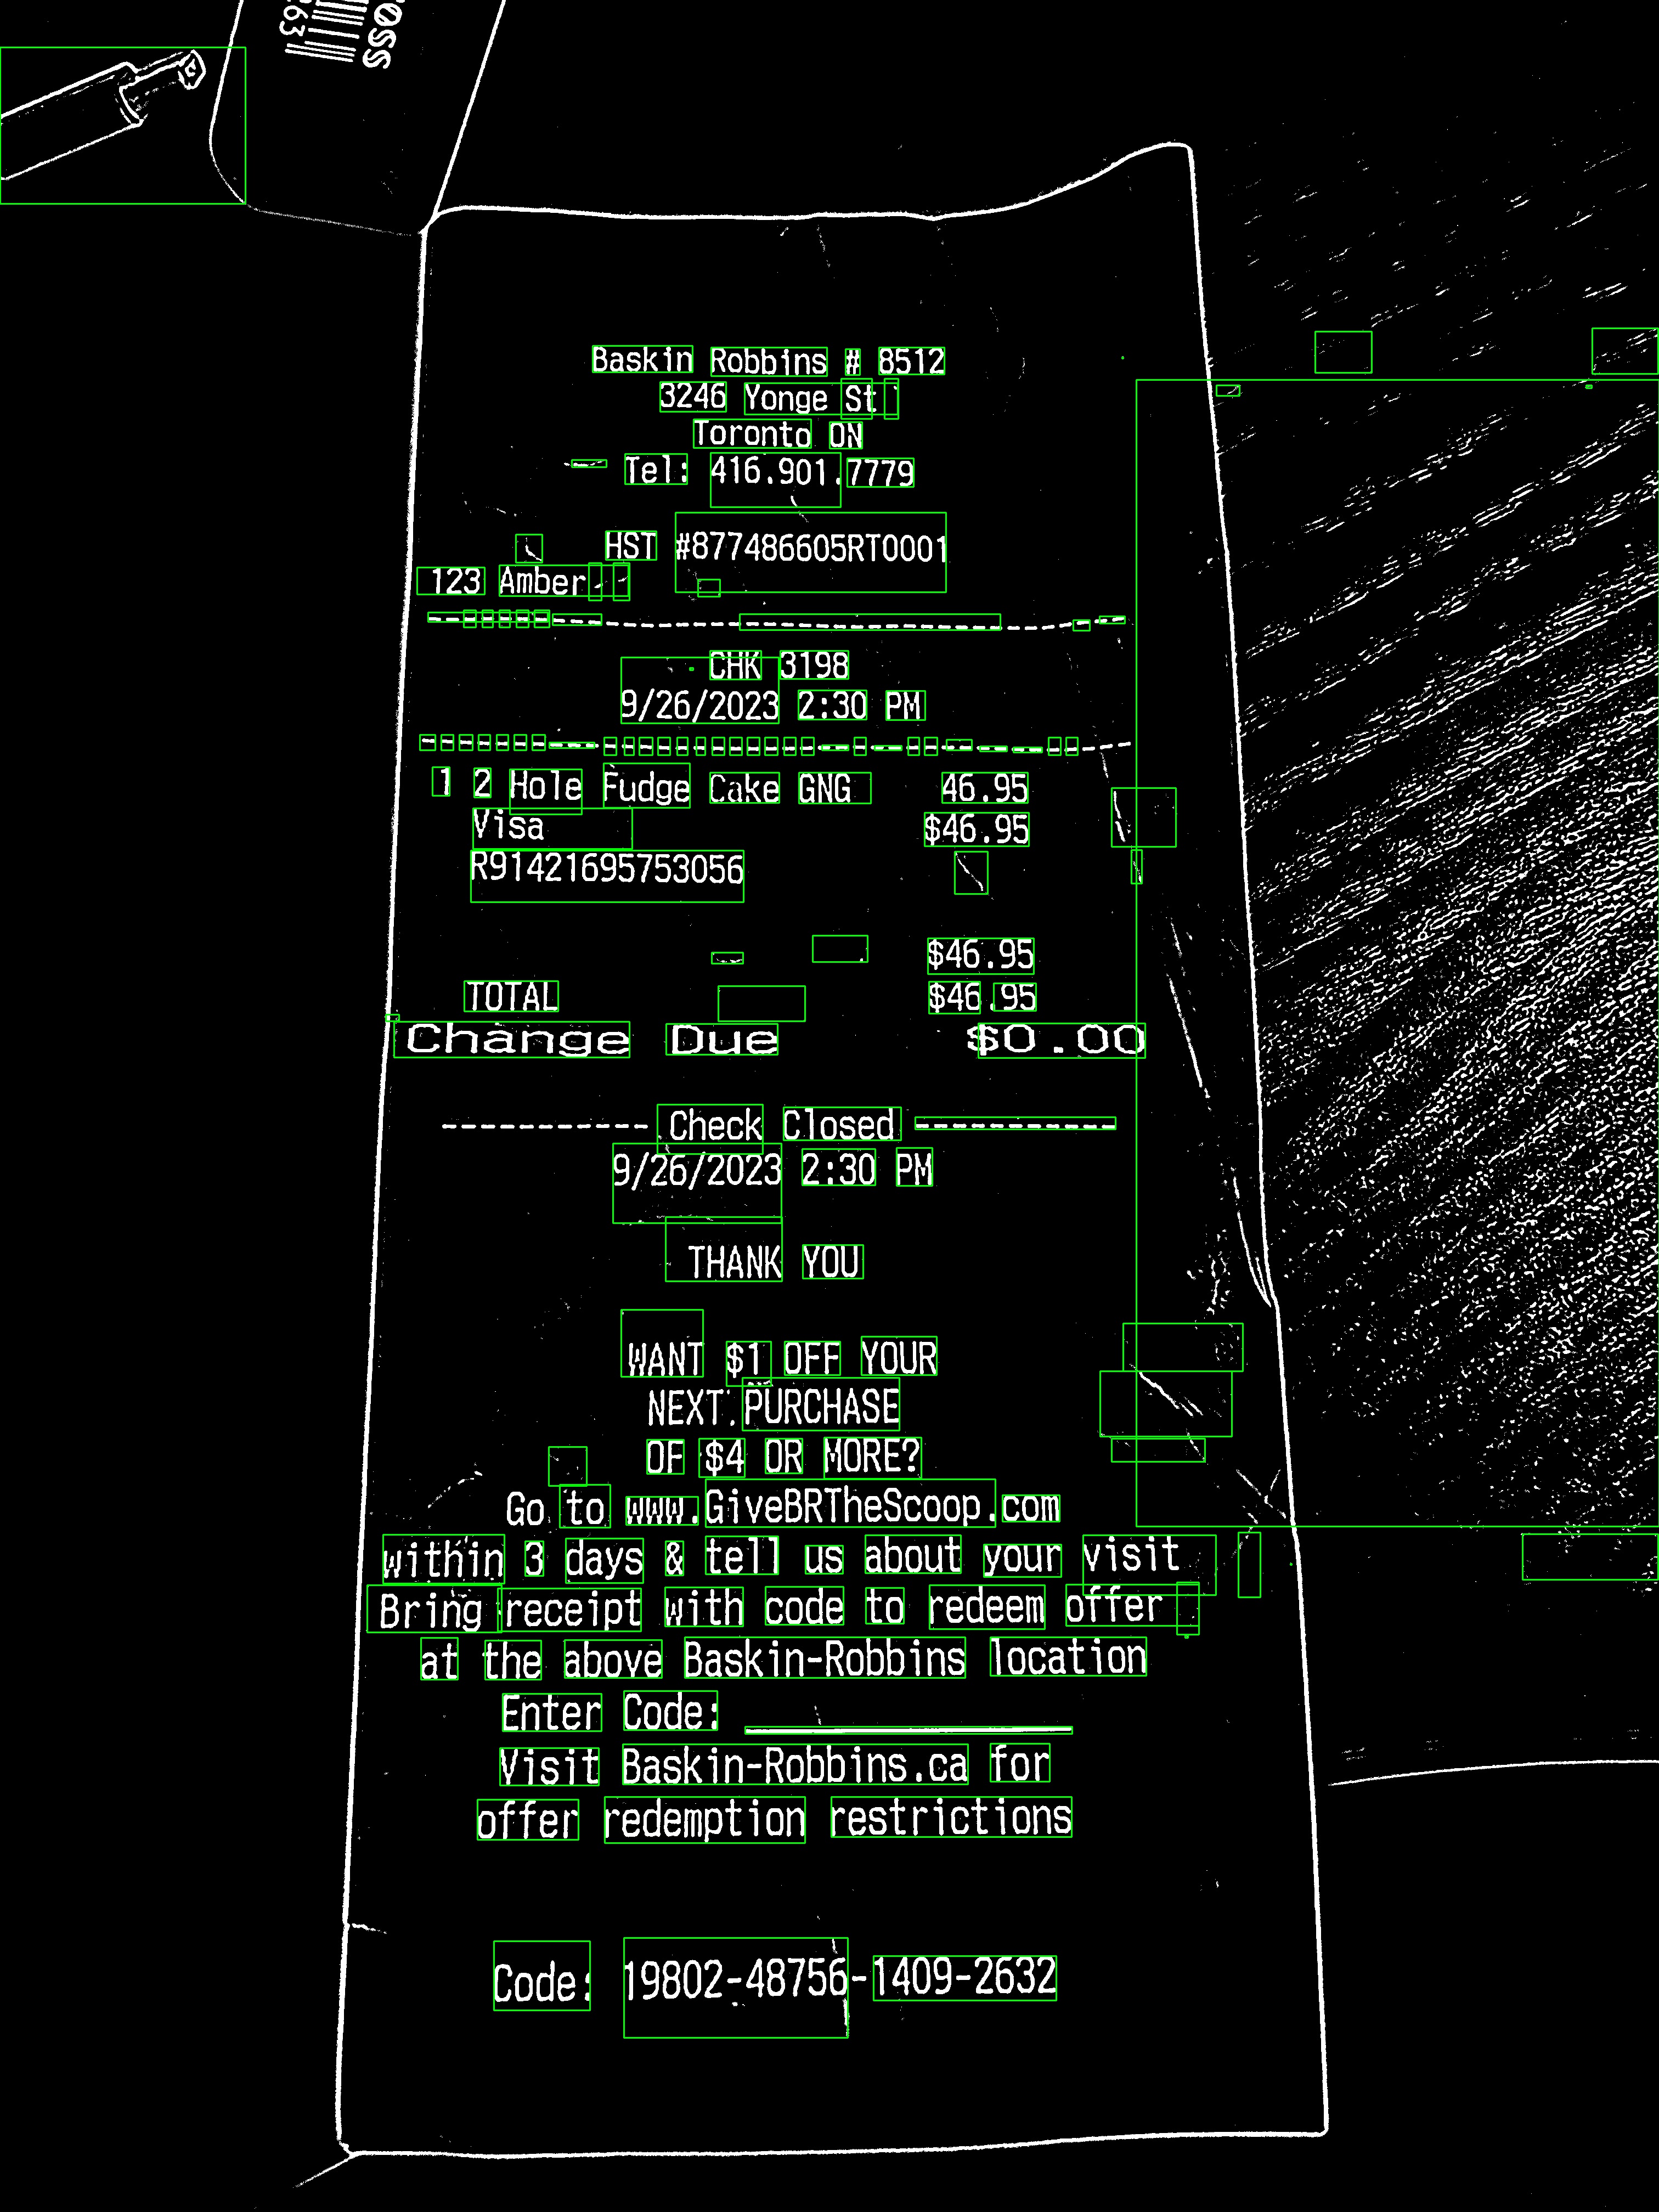 OSS
63
Baskin Robbins # 8512
3246 Yonge St
Toronto ON
Tel: 416.901.7779
HST #877486605RT0001
123 Amber
CHK 3198
9/26/2023 2:30 PM
1 2 Hole Fudge Cake GNG 46.95
Visa $46.95
R91421695753056
$46.95
TOTAL $46.95
Change Due $0.00
------------ Check Closed ------------
9/26/2023 2:30 PM
THANK YOU
WANT $1 OFF YOUR
NEXT PURCHASE
OF $4 OR MORE?
Go to www.GiveBRTheScoop.com
within 3 days & tell us about your visit
Bring receipt with code to redeem offer
at the above Baskin-Robbins location
Enter Code: ______________
Visit Baskin-Robbins.ca for
offer redemption restrictions
Code: 19802-48756-1409-2632